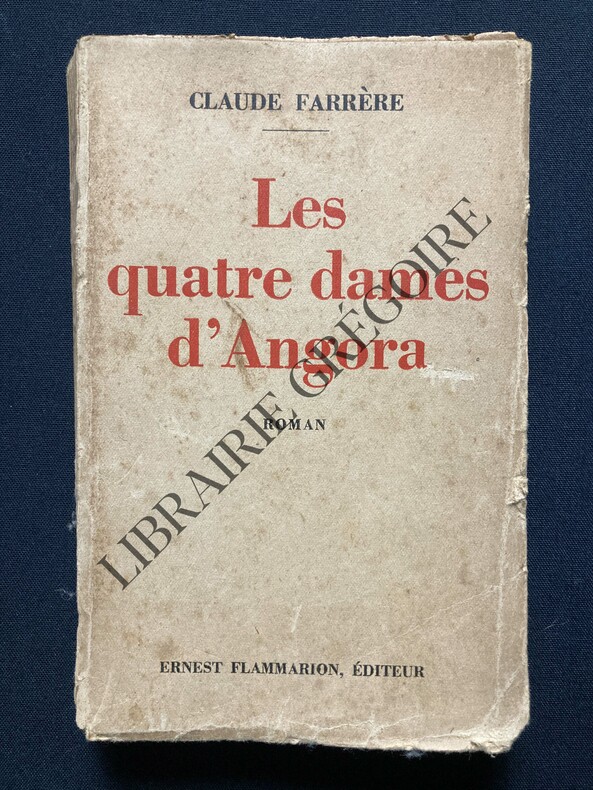 CLAUDE FARRÈRE
Les
quatre dames
d'Angora
ROMAN
LIBRAIRIE GRÉGOIRE
ERNEST FLAMMARION, ÉDITEUR